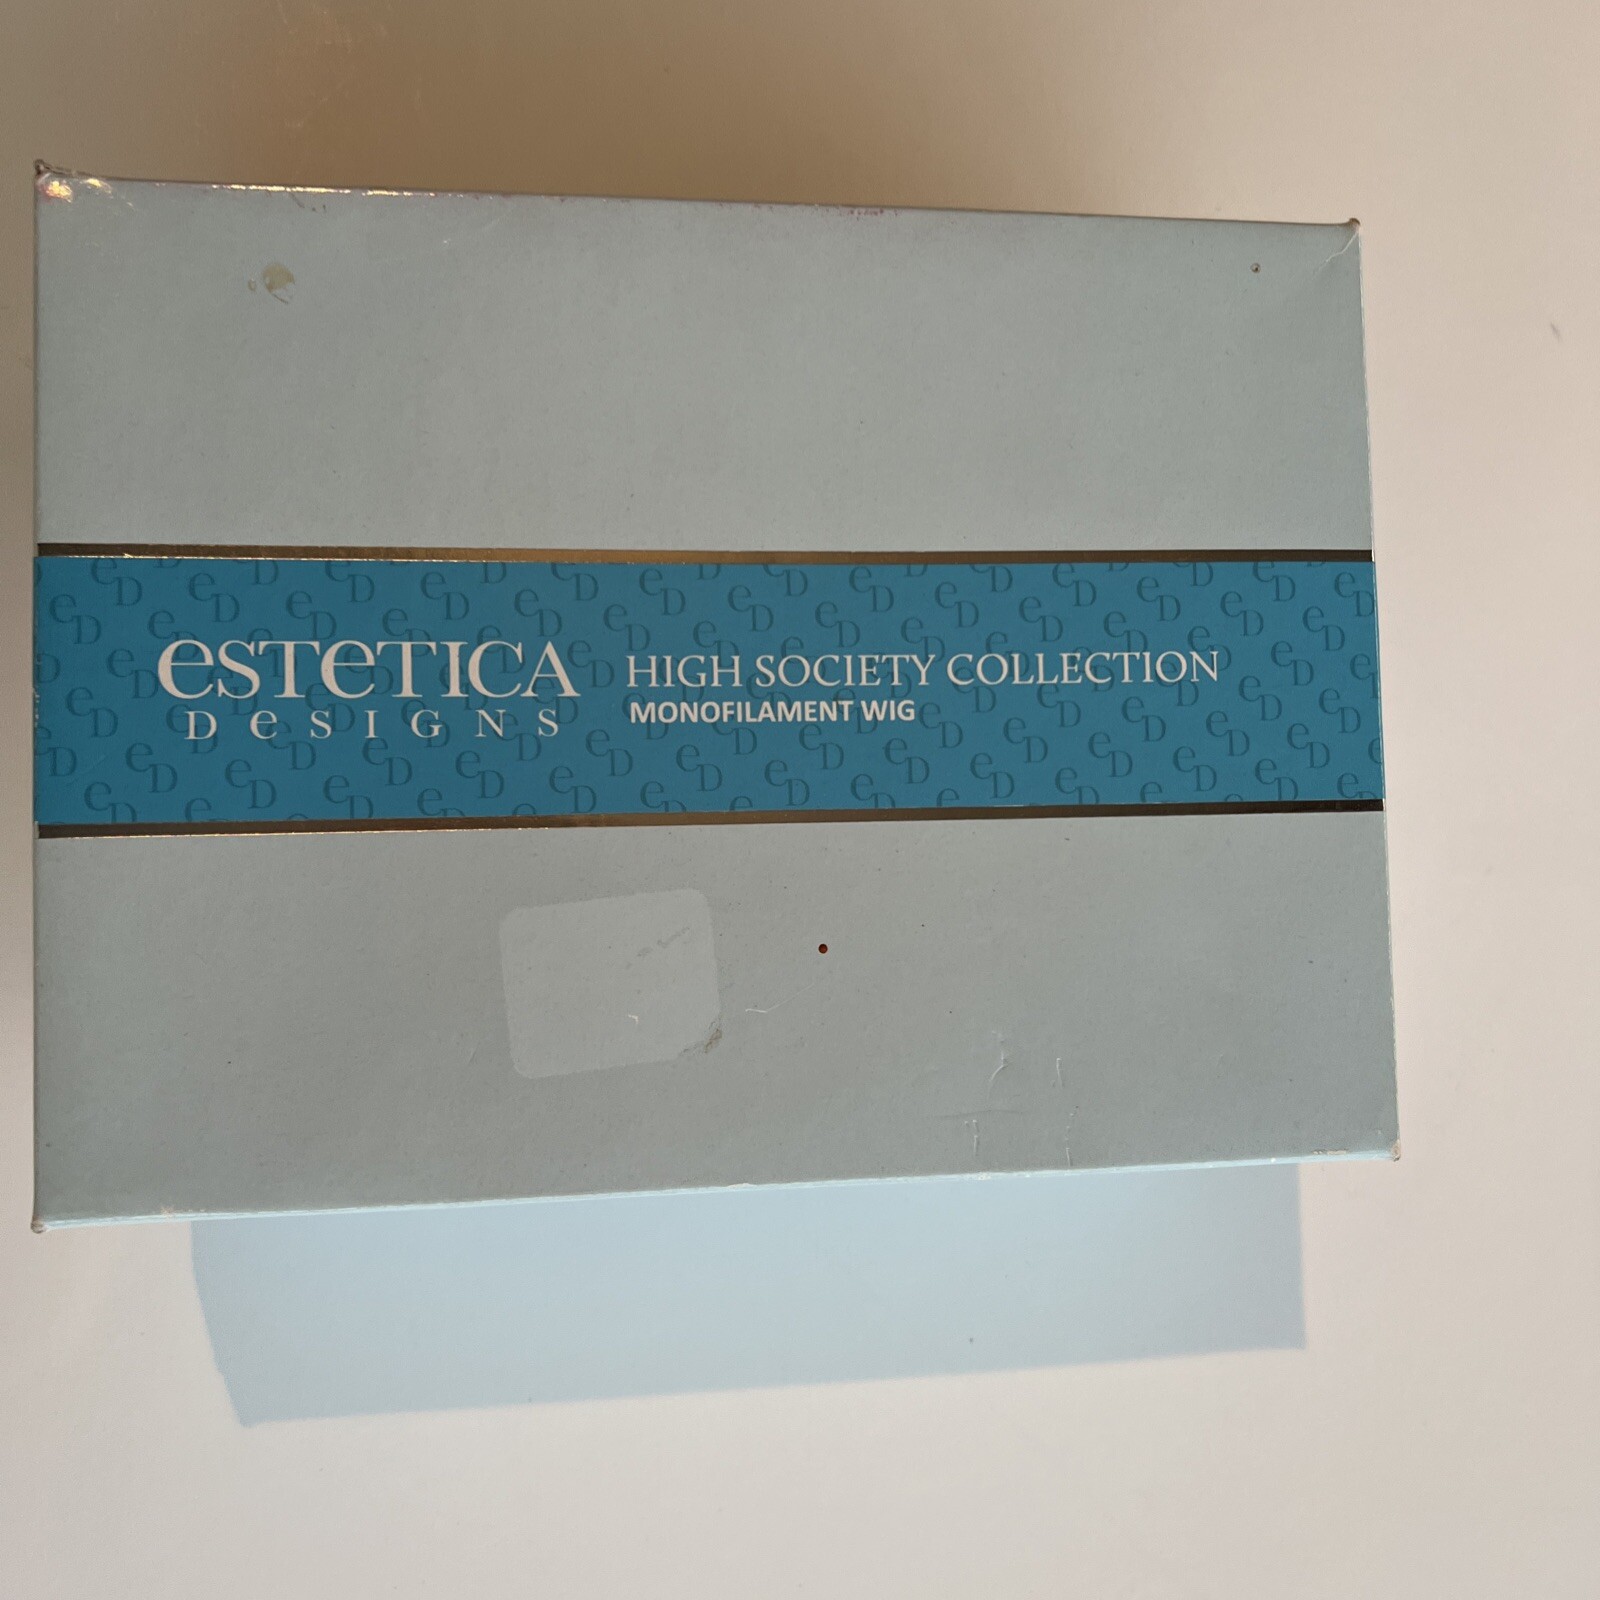 eSTeTICA
DeSIGNS
HIGH SOCIETY COLLECTION
MONOFILAMENT WIG